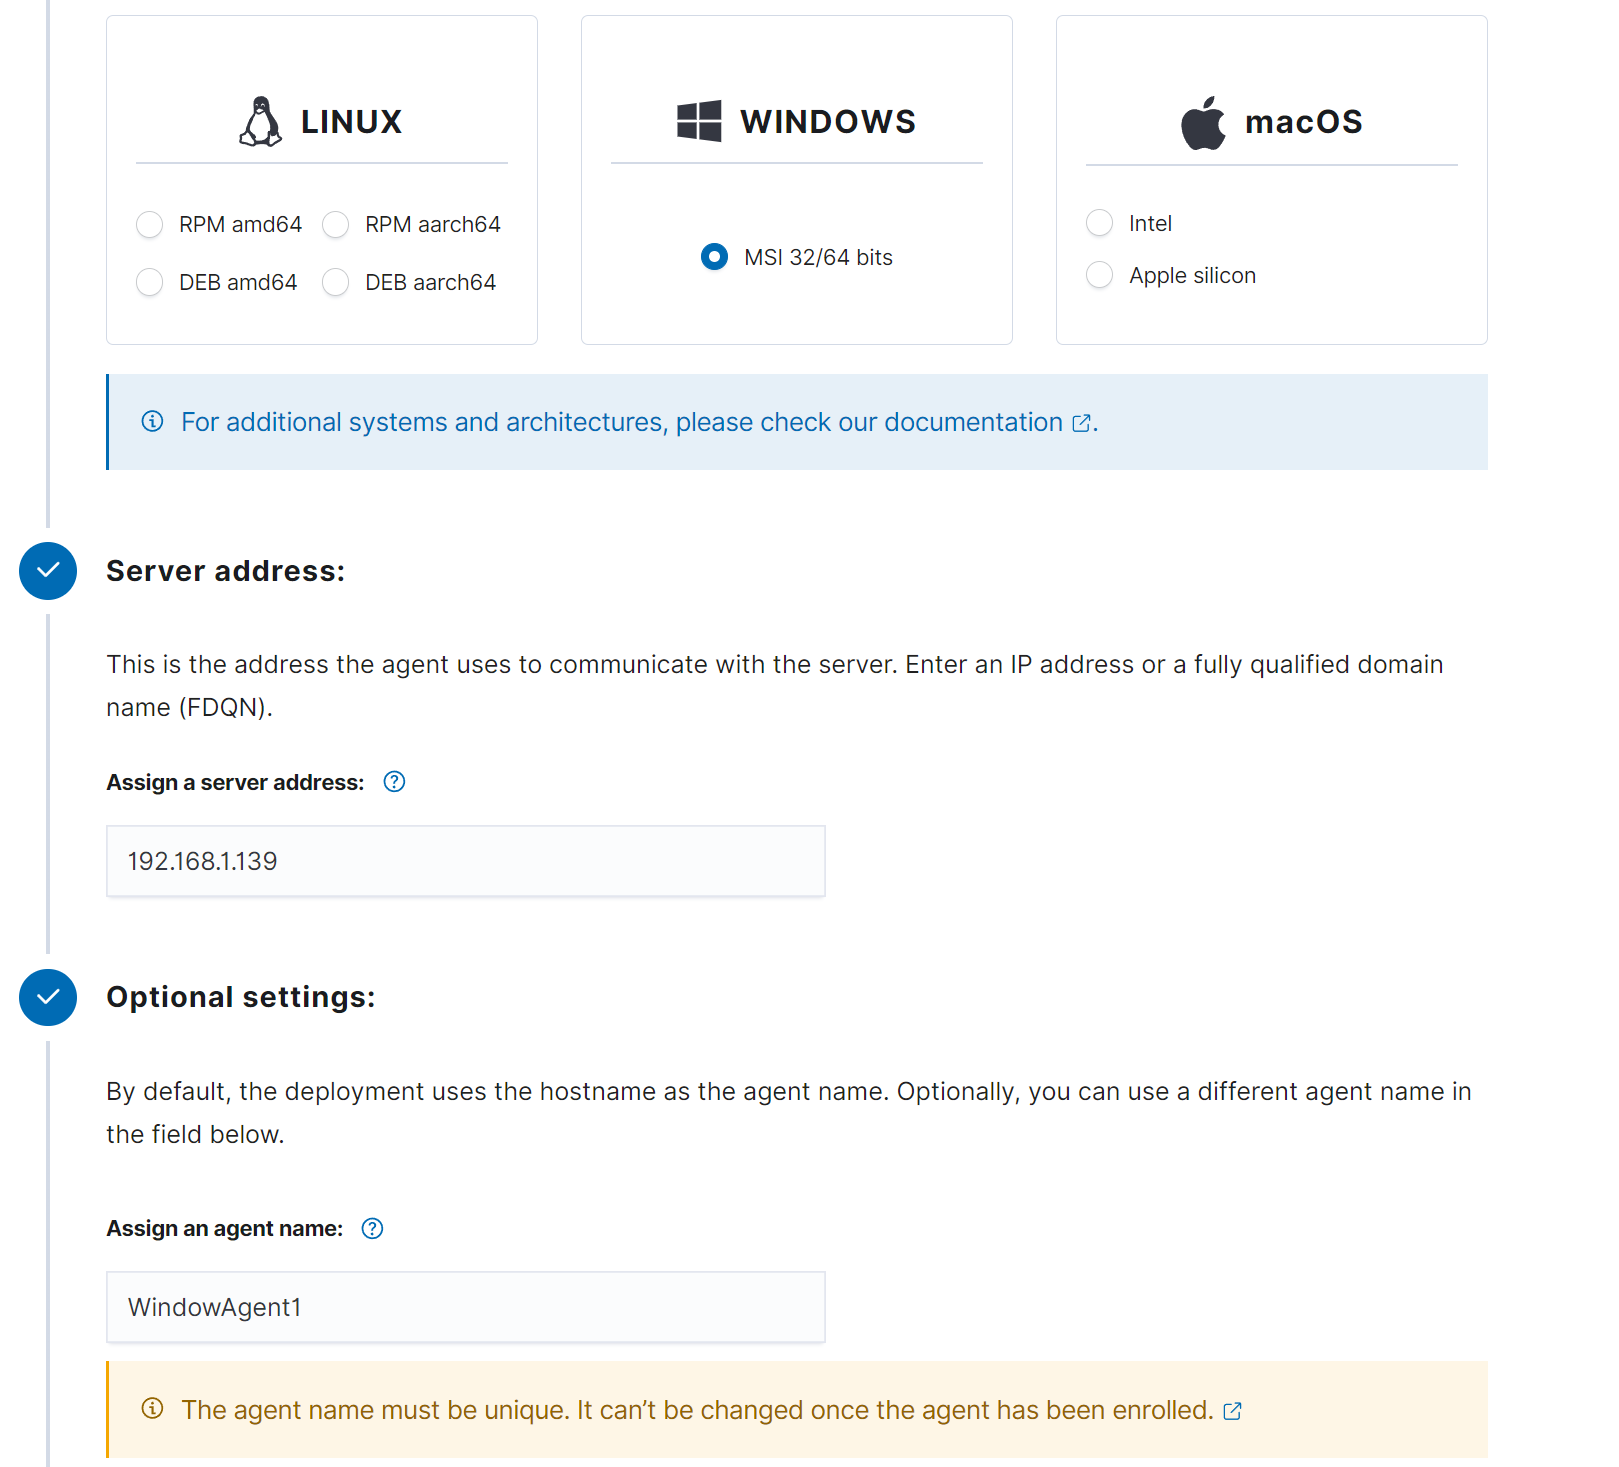 LINUX
RPM amd64 RPM aarch64
DEB amd64 DEB aarch64
WINDOWS
MSI 32/64 bits
macOS
Intel
Apple silicon
For additional systems and architectures, please check our documentation.
Server address:
This is the address the agent uses to communicate with the server. Enter an IP address or a fully qualified domain
name (FDQN).
Assign a server address:
192.168.1.139
Optional settings:
By default, the deployment uses the hostname as the agent name. Optionally, you can use a different agent name in
the field below.
Assign an agent name:
WindowAgent1
The agent name must be unique. It can’t be changed once the agent has been enrolled.